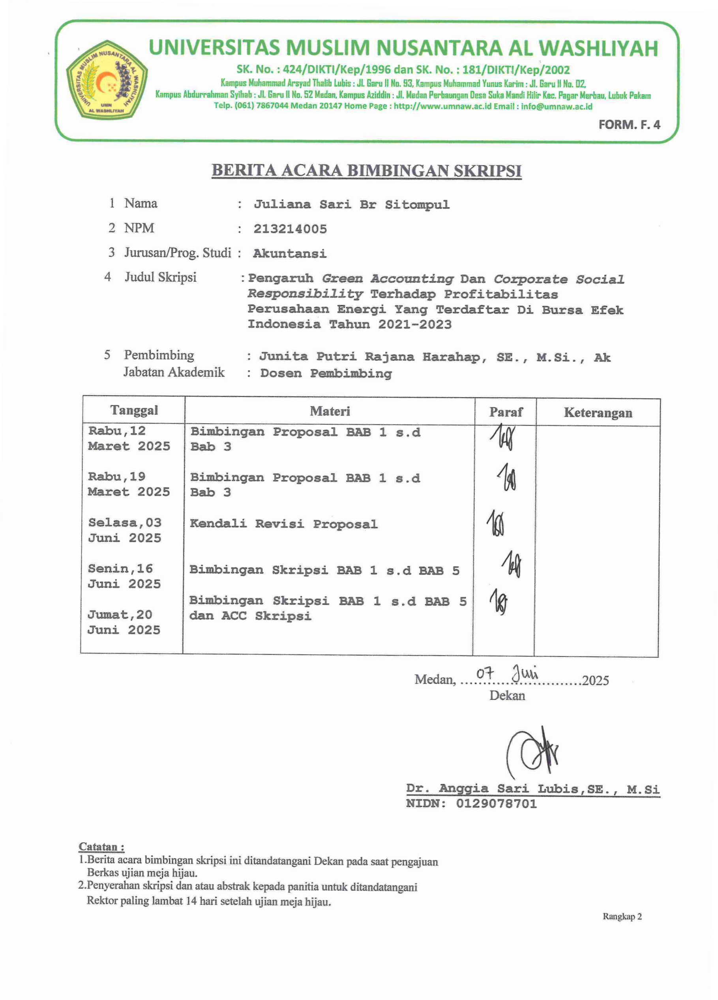 UNIVERSITAS MUSLIM NUSANTARA AL WASHLIYAH
UMN
AL WASHLIYAH
UNIVERSITAS MUSLIM NUSANTARA AL WASHLIYAH
SK. No. : 424/DIKTI/Kep/1996 dan SK. No. : 181/DIKTI/Kep/2002
Kampus Muhammad Arsyad Thalib Lubis : Jl. Garu II No. 93, Kampus Muhammad Yunus Karim : Jl. Garu II No. 02,
Kampus Abdurrahman Syihab : Jl. Garu II No. 52 Medan, Kampus Aziddin : Jl. Medan Perbaungan Desa Suka Mandi Hilir Kec. Pagar Merbau, Lubuk Pakam
Telp. (061) 7867044 Medan 20147 Home Page : http://www.umnaw.ac.id Email : info@umnaw.ac.id
FORM. F. 4
BERITA ACARA BIMBINGAN SKRIPSI
1 Nama : Juliana Sari Br Sitompul
2 NPM : 213214005
3 Jurusan/Prog. Studi : Akuntansi
4 Judul Skripsi : Pengaruh Green Accounting Dan Corporate Social
Responsibility Terhadap Profitabilitas
Perusahaan Energi Yang Terdaftar Di Bursa Efek
Indonesia Tahun 2021-2023
5 Pembimbing : Junita Putri Rajana Harahap, SE., M.Si., Ak
Jabatan Akademik : Dosen Pembimbing
Tanggal Materi Paraf Keterangan
Rabu,12 Bimbingan Proposal BAB 1 s.d
Maret 2025 Bab 3
Rabu,19 Bimbingan Proposal BAB 1 s.d
Maret 2025 Bab 3
Selasa,03 Kendali Revisi Proposal
Juni 2025
Senin,16 Bimbingan Skripsi BAB 1 s.d BAB 5
Juni 2025
Bimbingan Skripsi BAB 1 s.d BAB 5
Jumat,20 dan ACC Skripsi
Juni 2025
Medan, 07 Juni 2025
Dekan
Dr. Anggia Sari Lubis,SE., M.Si
NIDN: 0129078701
Catatan :
1.Berita acara bimbingan skripsi ini ditandatangani Dekan pada saat pengajuan
Berkas ujian meja hijau.
2.Penyerahan skripsi dan atau abstrak kepada panitia untuk ditandatangani
Rektor paling lambat 14 hari setelah ujian meja hijau.
Rangkap 2